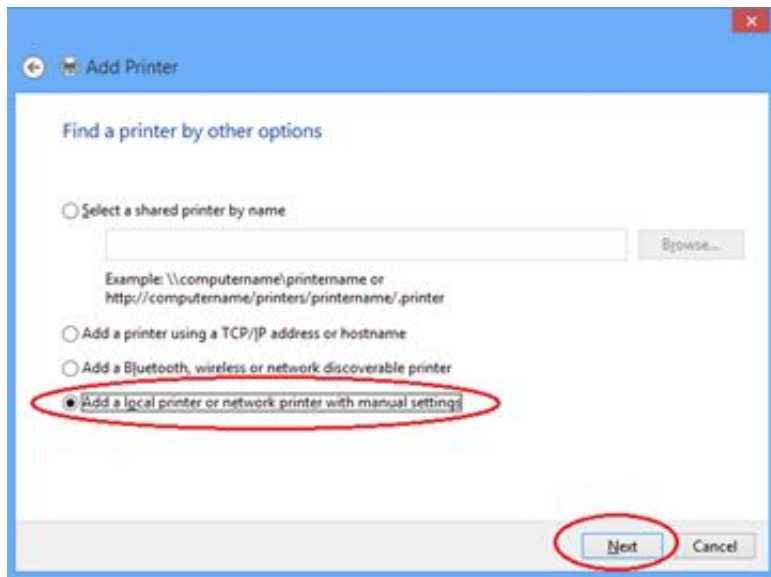 Add Printer
Find a printer by other options
Select a shared printer by name
Browse...
Example: \\computername\printername or
http://computername/printers/printername/.printer
Add a printer using a TCP/IP address or hostname
Add a Bluetooth, wireless or network discoverable printer
Add a local printer or network printer with manual settings
Next Cancel